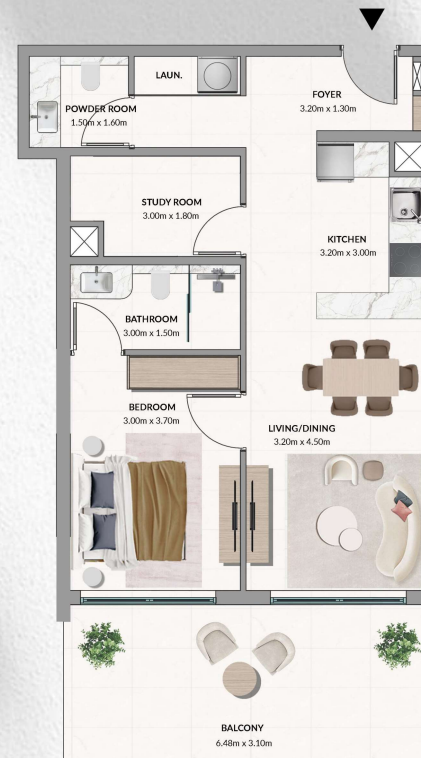 LAUN.
FOYER
3.20m x 1.30m
POWDER ROOM
1.50m x 1.60m
STUDY ROOM
3.00m x 1.80m
KITCHEN
3.20m x 3.00m
BATHROOM
3.00m x 1.50m
BEDROOM
3.00m x 3.70m
LIVING/DINING
3.20m x 4.50m
BALCONY
6.48m x 3.10m